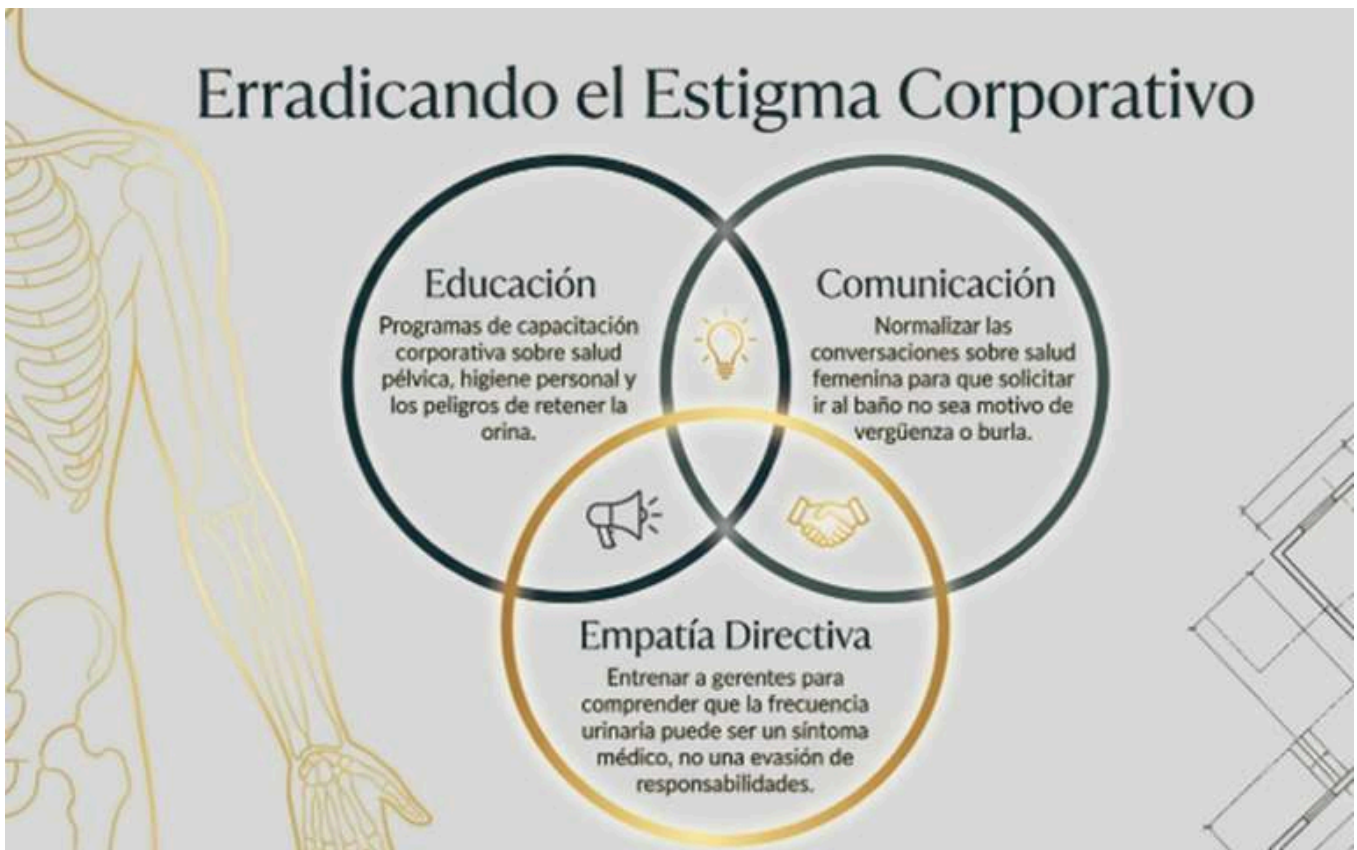 Erradicando el Estigma Corporativo
Educación
Programas de capacitación
corporativa sobre salud
pélvica, higiene personal y
los peligros de retener la
orina.
Comunicación
Normalizar las
conversaciones sobre salud
femenina para que solicitar
ir al baño no sea motivo de
vergüenza o burla.
Empatía Directiva
Entrenar a gerentes para
comprender que la frecuencia
urinaria puede ser un síntoma
médico, no una evasión de
responsabilidades.